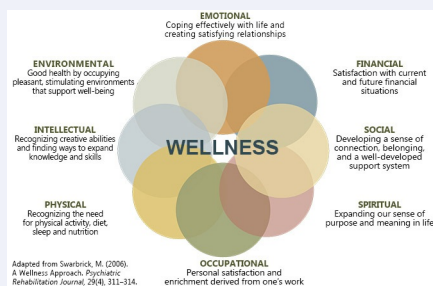 EMOTIONAL
Coping effectively with life and
creating satisfying relationships
ENVIRONMENTAL
Good health by occupying
pleasant, stimulating environments
that support well-being
FINANCIAL
Satisfaction with current
and future financial
situations
INTELLECTUAL
Recognizing creative abilities
and finding ways to expand
knowledge and skills
WELLNESS
SOCIAL
Developing a sense of
connection, belonging,
and a well-developed
support system
PHYSICAL
Recognizing the need
for physical activity, diet,
sleep and nutrition
SPIRITUAL
Expanding our sense of
purpose and meaning in life
OCCUPATIONAL
Personal satisfaction and
enrichment derived from one's work
Adapted from Swarbrick, M. (2006).
A Wellness Approach. Psychiatric
Rehabilitation Journal, 29(4), 311–314.